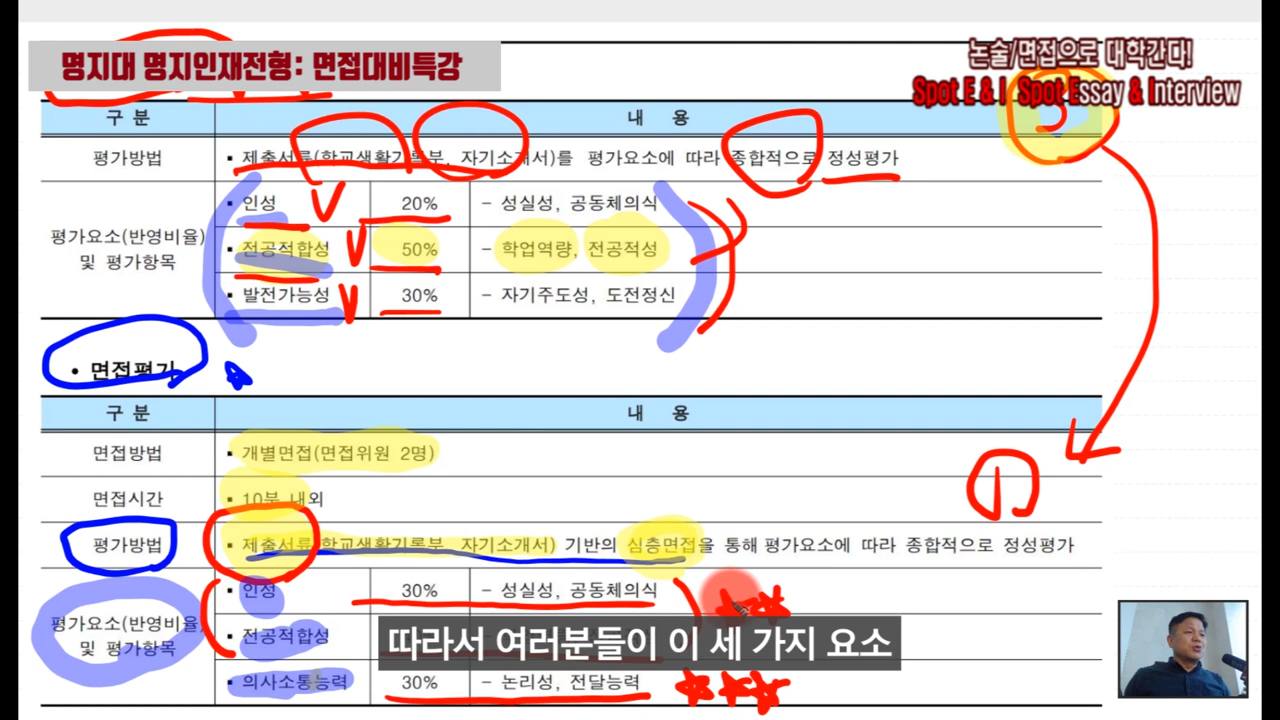 명지대 명지인재전형: 면접대비특강
논술/면접으로 대학간다!
Spot E & I Spot Essay & Interview
구 분 내 용
평가방법 ▪ 제출서류(학교생활기록부, 자기소개서)를 평가요소에 따라 종합적으로 정성평가
평가요소(반영비율) 및 평가항목
▪ 인성 20% - 성실성, 공동체의식
▪ 전공적합성 50% - 학업역량, 전공적성
▪ 발전가능성 30% - 자기주도성, 도전정신
• 면접평가
구 분 내 용
면접방법 ▪ 개별면접(면접위원 2명)
면접시간 ▪ 10분 내외
평가방법 ▪ 제출서류(학교생활기록부, 자기소개서) 기반의 심층면접을 통해 평가요소에 따라 종합적으로 정성평가
평가요소(반영비율) 및 평가항목
▪ 인성 30% - 성실성, 공동체의식
▪ 전공적합성
▪ 의사소통능력 30% - 논리성, 전달능력
①
따라서 여러분들이 이 세 가지 요소